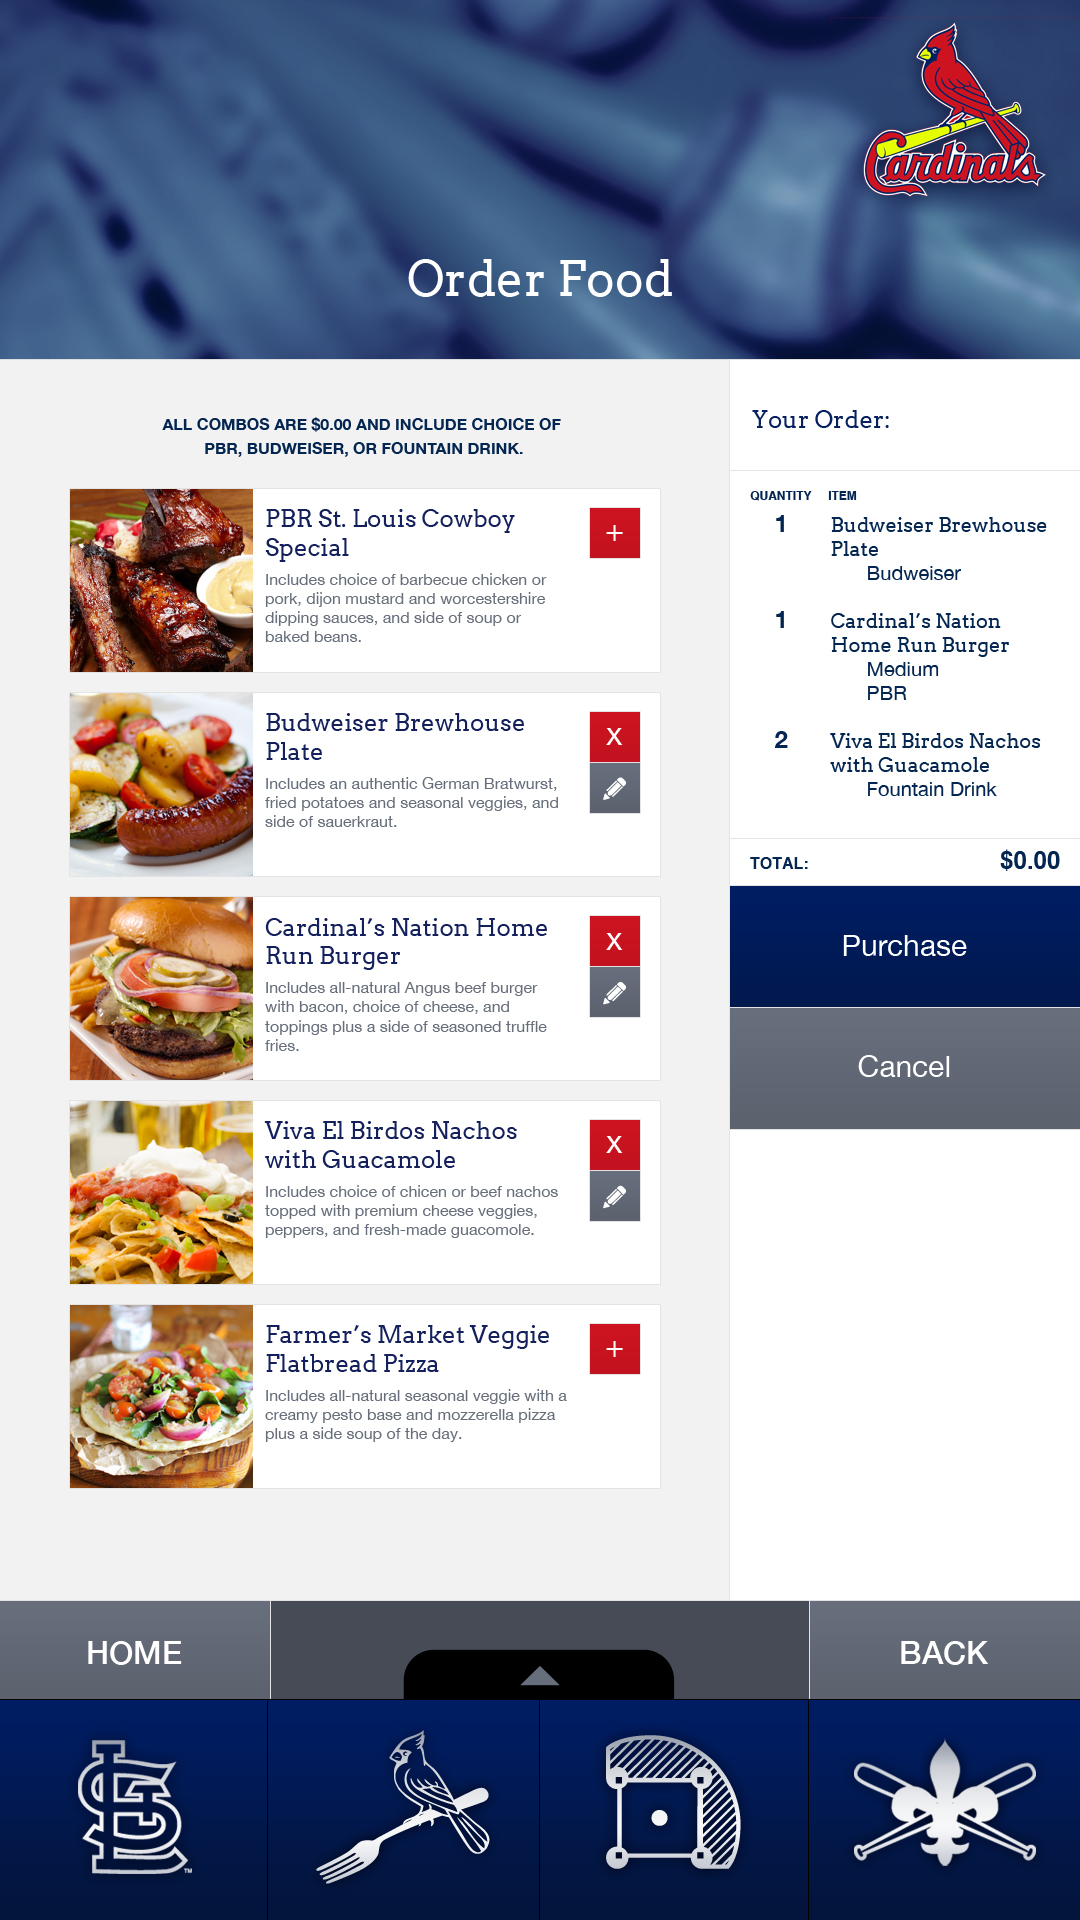 Cardinals
Order Food
ALL COMBOS ARE $0.00 AND INCLUDE CHOICE OF
PBR, BUDWEISER, OR FOUNTAIN DRINK.
PBR St. Louis Cowboy
Special
Includes choice of barbecue chicken or
pork, dijon mustard and worcestershire
dipping sauces, and side of soup or
baked beans.
+
Budweiser Brewhouse
Plate
Includes an authentic German Bratwurst,
fried potatoes and seasonal veggies, and
side of sauerkraut.
X
Cardinal’s Nation Home
Run Burger
Includes all-natural Angus beef burger
with bacon, choice of cheese, and
toppings plus a side of seasoned truffle
fries.
X
Viva El Birdos Nachos
with Guacamole
Includes choice of chicen or beef nachos
topped with premium cheese veggies,
peppers, and fresh-made guacomole.
X
Farmer’s Market Veggie
Flatbread Pizza
Includes all-natural seasonal veggie with a
creamy pesto base and mozzerella pizza
plus a side soup of the day.
+
Your Order:
QUANTITY ITEM
1 Budweiser Brewhouse
Plate
Budweiser
1 Cardinal’s Nation
Home Run Burger
Medium
PBR
2 Viva El Birdos Nachos
with Guacamole
Fountain Drink
TOTAL: $0.00
Purchase
Cancel
HOME
BACK
STL
™